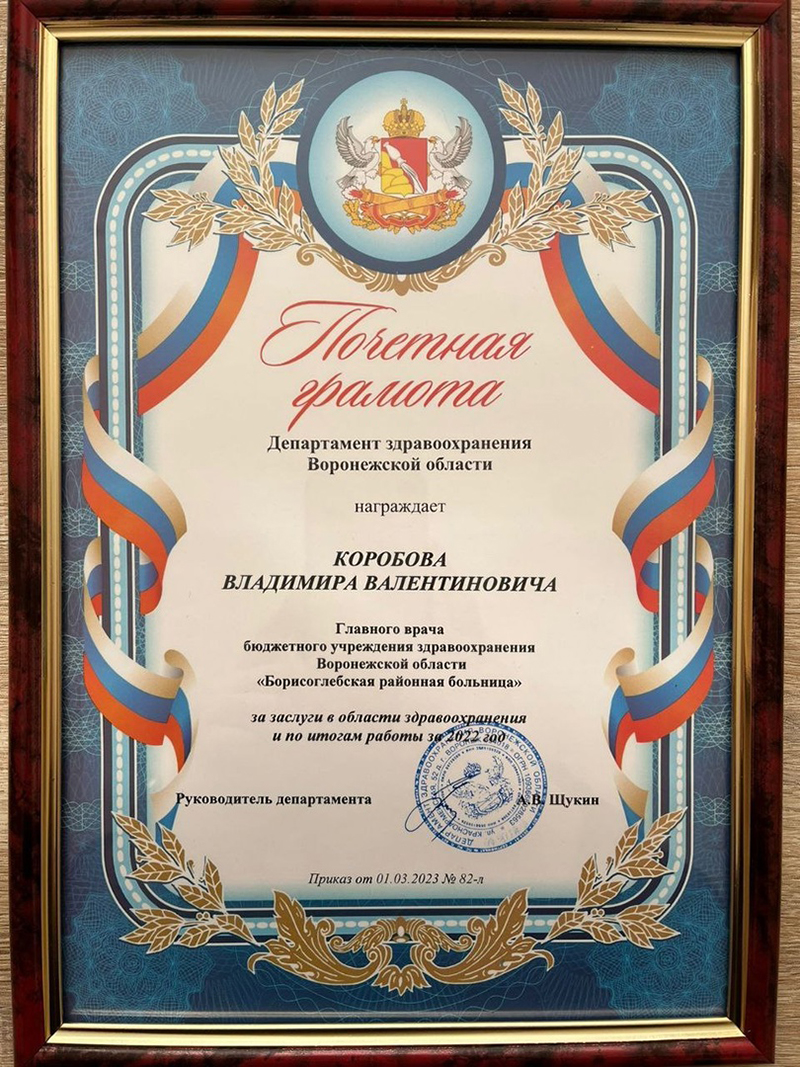 Почетная
грамота
Департамент здравоохранения
Воронежской области
награждает
КОРОБОВА
ВЛАДИМИРА ВАЛЕНТИНОВИЧА
Главного врача
бюджетного учреждения здравоохранения
Воронежской области
«Борисоглебская районная больница»
за заслуги в области здравоохранения
и по итогам работы за 2022 год
Руководитель департамента А.В. Щукин
Приказ от 01.03.2023 № 82-л